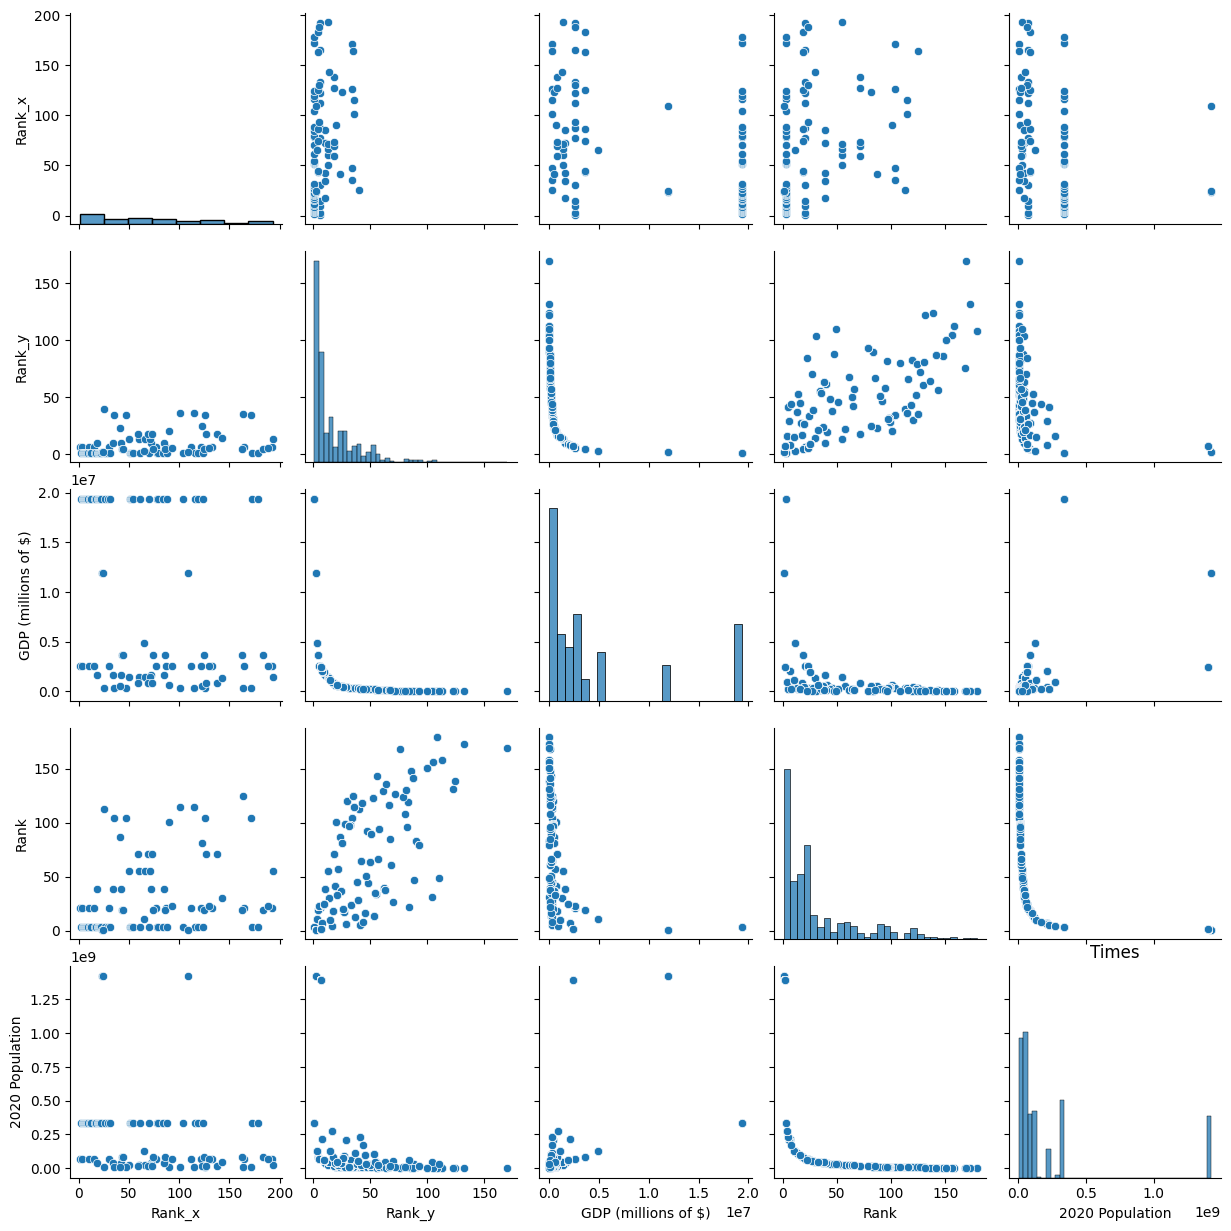 200
150
100
50
0
Rank_x
150
100
50
0
Rank_y
1e7
2.0
1.5
1.0
0.5
0.0
GDP (millions of $)
150
100
50
0
Rank
Times
1e9
1.25
1.00
0.75
0.50
0.25
0.00
2020 Population
0 50 100 150 200
0 50 100 150
0.0 0.5 1.0 1.5 2.0
0 50 100 150
0.0 0.5 1.0
Rank_x
Rank_y
GDP (millions of $) 1e7
Rank
2020 Population 1e9